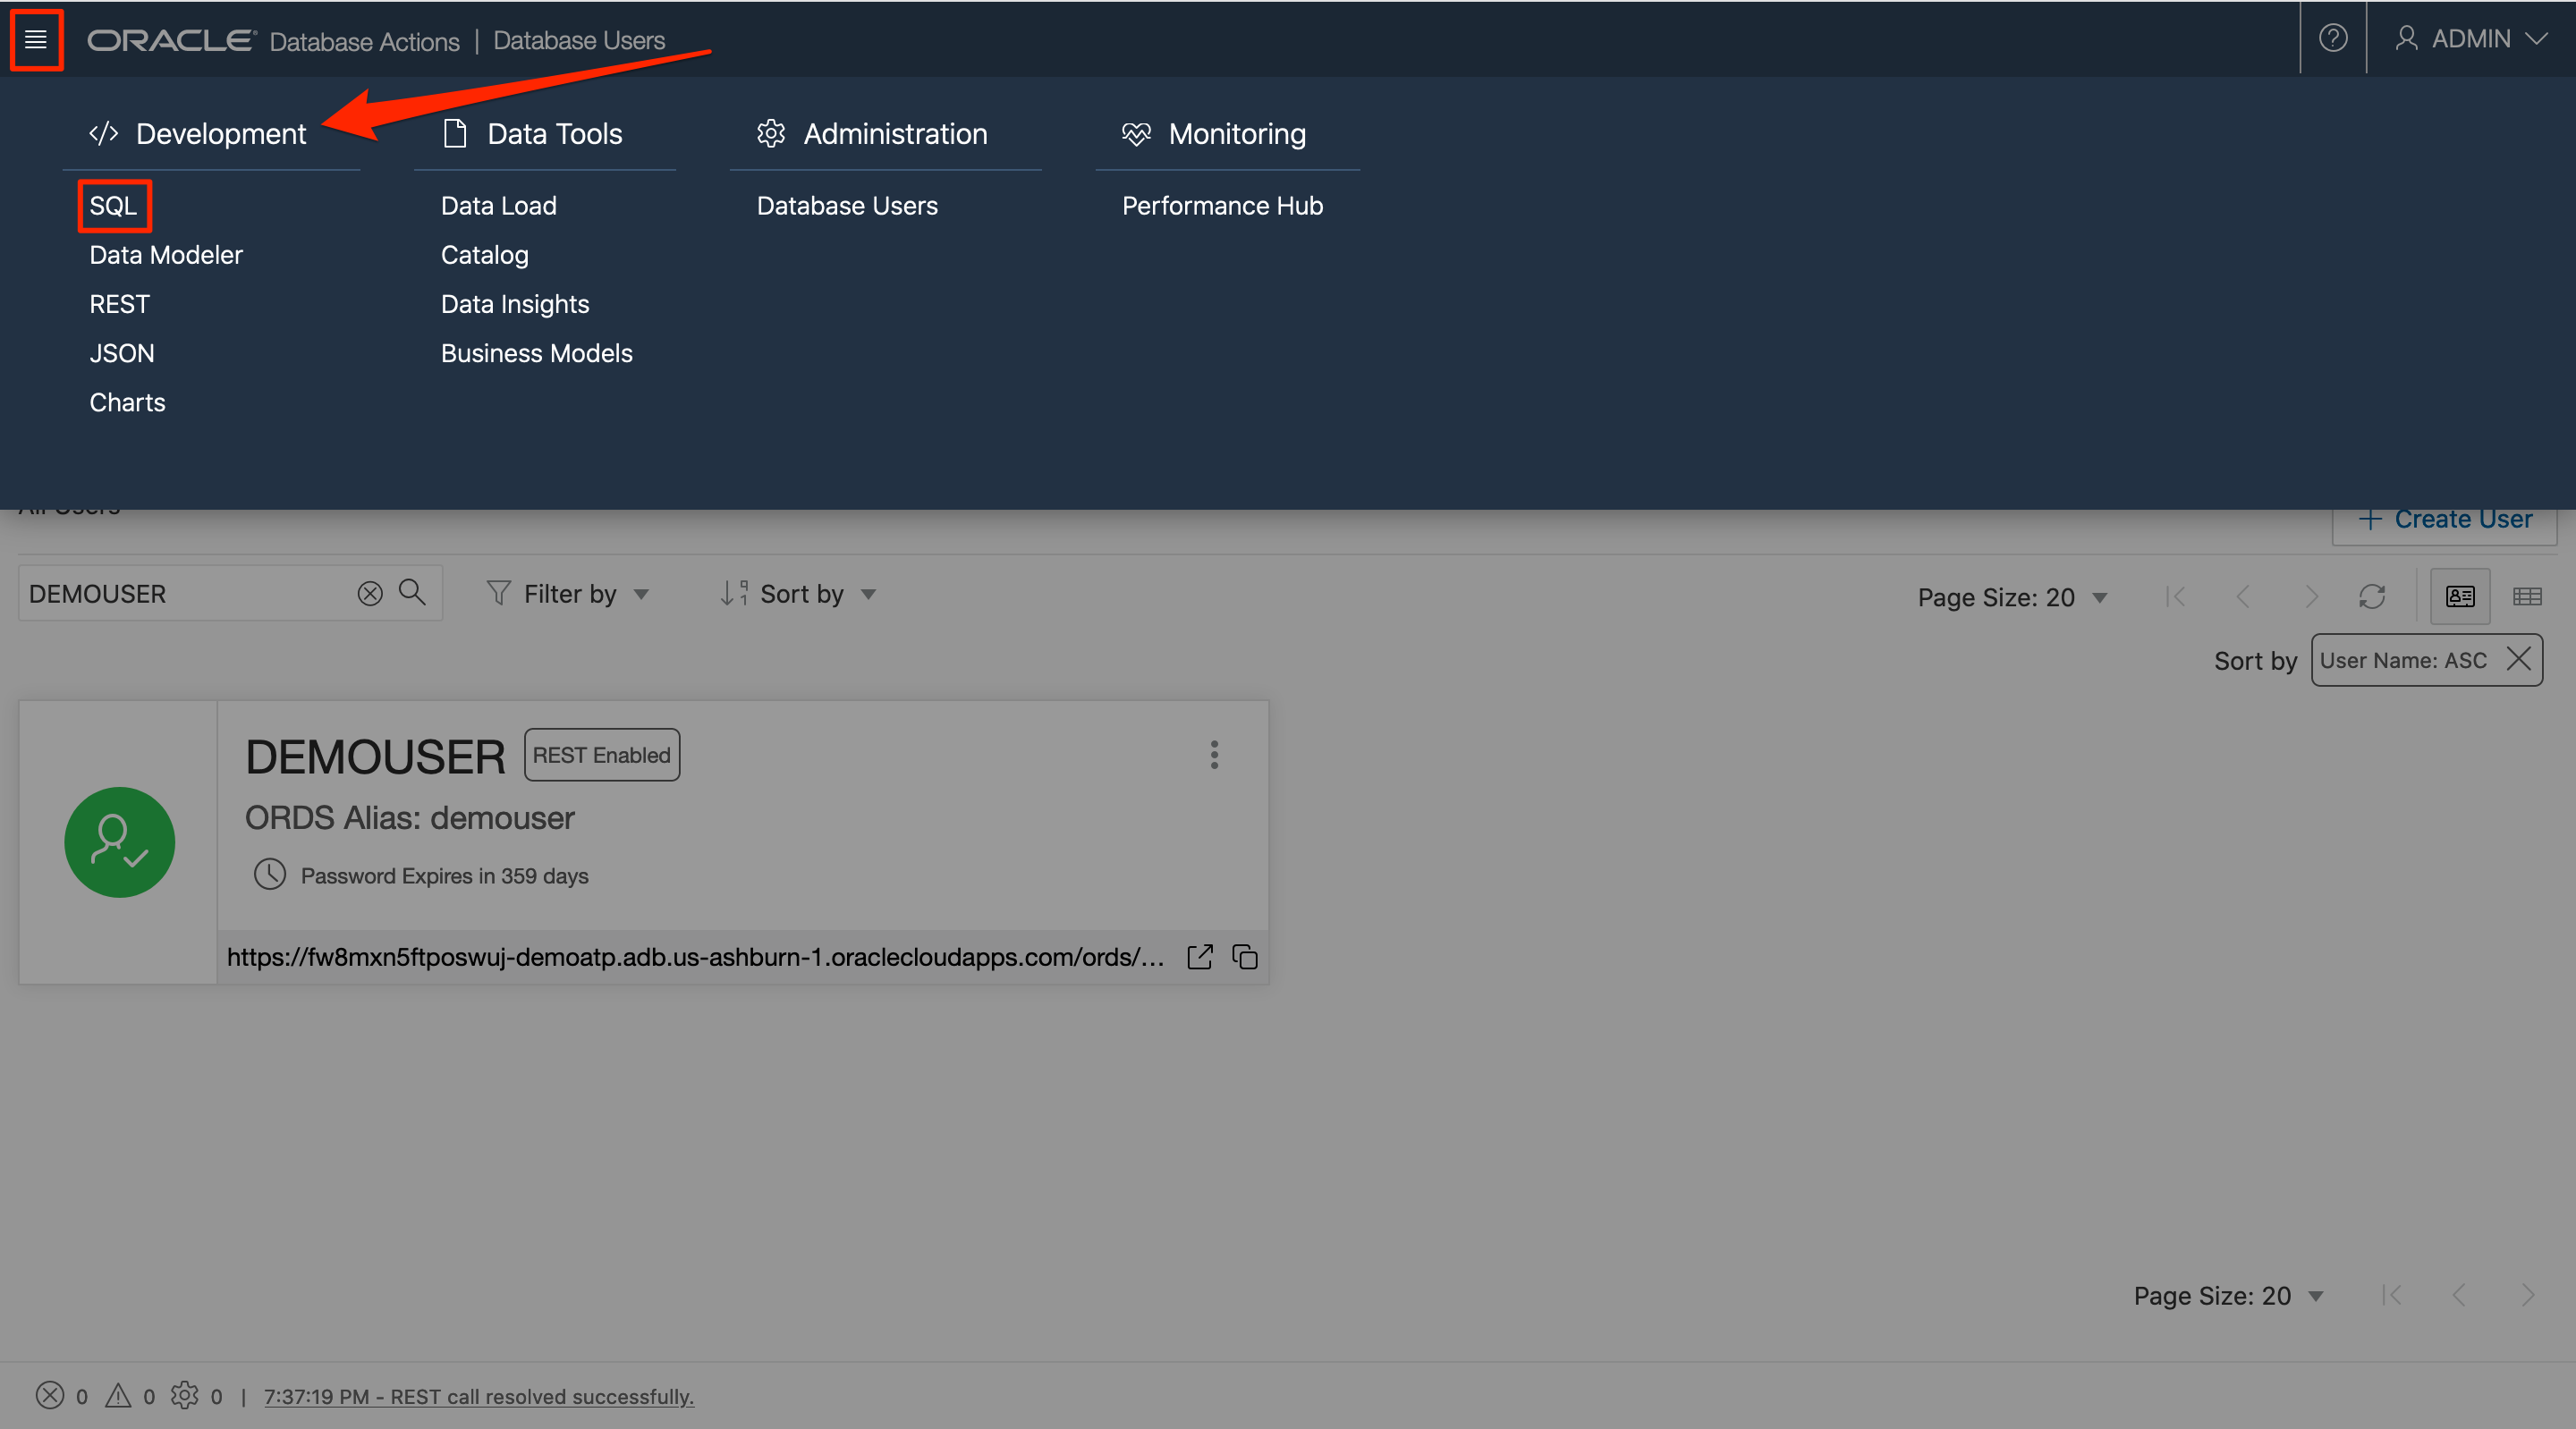 ORACLE Database Actions | Database Users
ADMIN
Development
Data Tools
Administration
Monitoring
SQL
Data Load
Database Users
Performance Hub
Data Modeler
Catalog
REST
Data Insights
JSON
Business Models
Charts
All Users
+ Create User
DEMOUSER
Filter by
Sort by
Page Size: 20
Sort by
User Name: ASC
DEMOUSER
REST Enabled
ORDS Alias: demouser
Password Expires in 359 days
https://fw8mxn5ftposwuj-demoatp.adb.us-ashburn-1.oraclecloudapps.com/ords/...
Page Size: 20
0 0 0 | 7:37:19 PM - REST call resolved successfully.